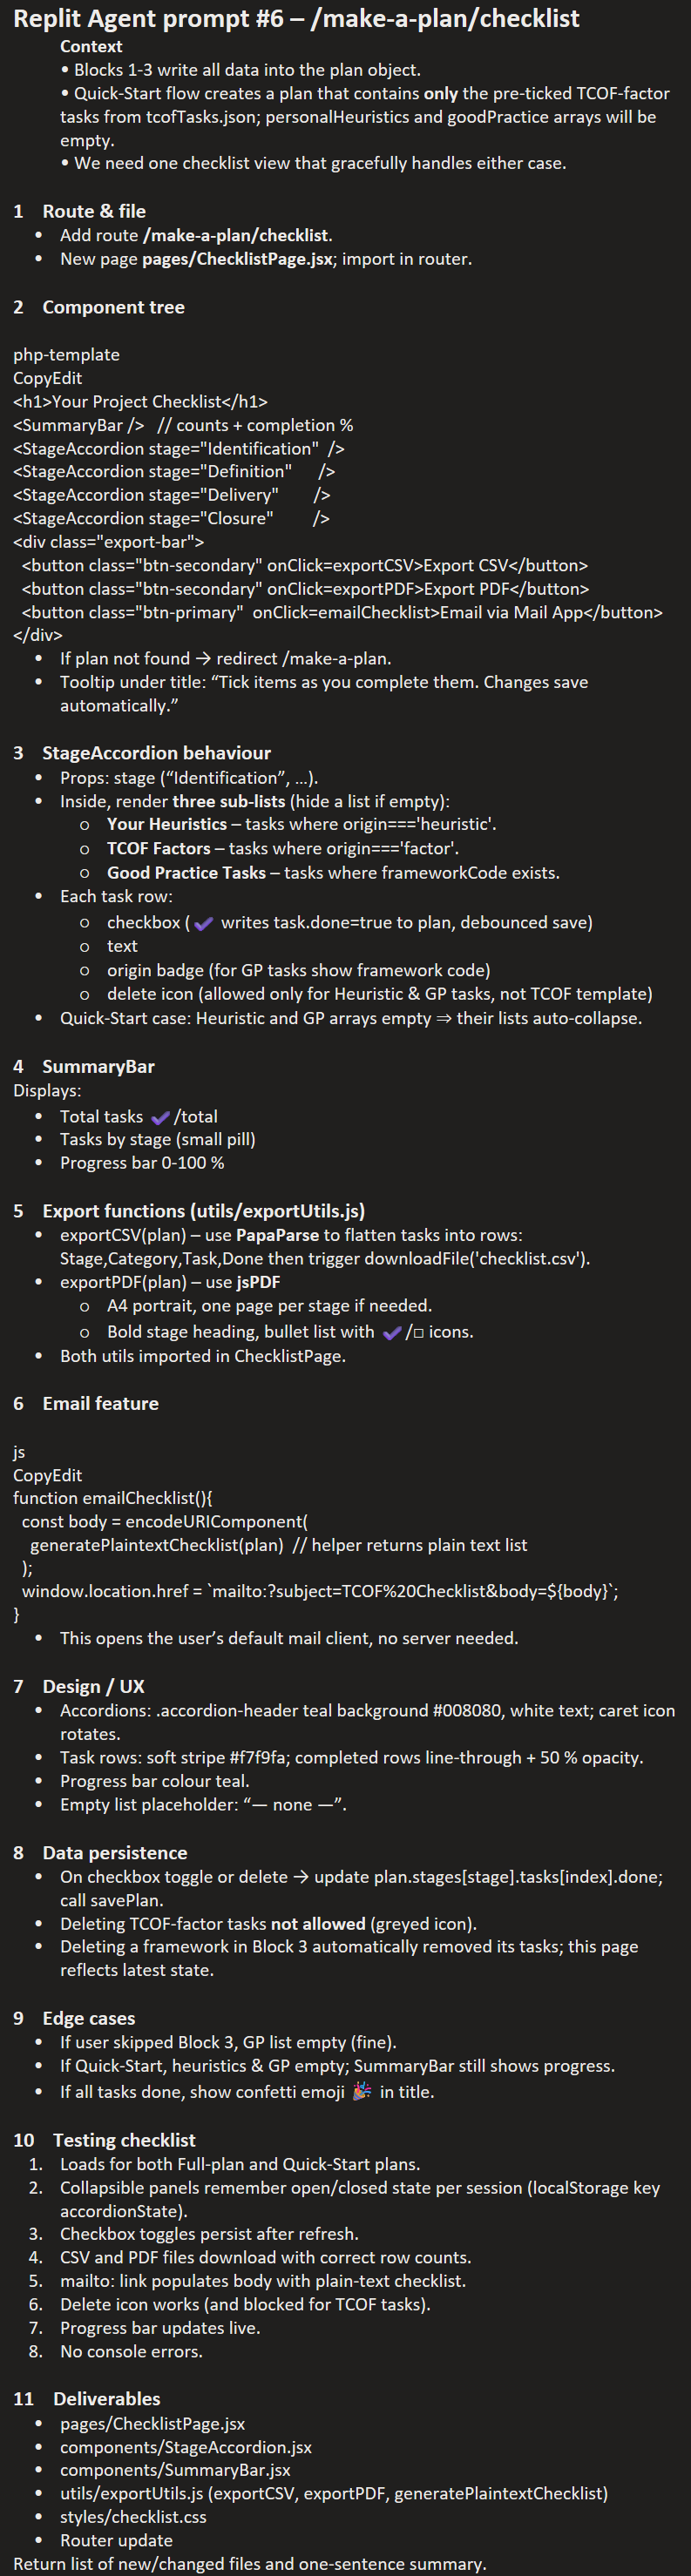 Replit Agent prompt #6 – /make-a-plan/checklist
Context
• Blocks 1-3 write all data into the plan object.
• Quick-Start flow creates a plan that contains only the pre-ticked TCOF-factor
tasks from tcofTasks.json; personalHeuristics and goodPractice arrays will be
empty.
• We need one checklist view that gracefully handles either case.
1 Route & file
• Add route /make-a-plan/checklist.
• New page pages/ChecklistPage.jsx; import in router.
2 Component tree
php-template
CopyEdit
<h1>Your Project Checklist</h1>
<SummaryBar /> // counts + completion %
<StageAccordion stage="Identification" />
<StageAccordion stage="Definition" />
<StageAccordion stage="Delivery" />
<StageAccordion stage="Closure" />
<div class="export-bar">
<button class="btn-secondary" onClick=exportCSV>Export CSV</button>
<button class="btn-secondary" onClick=exportPDF>Export PDF</button>
<button class="btn-primary" onClick=emailChecklist>Email via Mail App</button>
</div>
• If plan not found → redirect /make-a-plan.
• Tooltip under title: “Tick items as you complete them. Changes save
automatically.”
3 StageAccordion behaviour
• Props: stage (“Identification”, …).
• Inside, render three sub-lists (hide a list if empty):
o Your Heuristics – tasks where origin==='heuristic'.
o TCOF Factors – tasks where origin==='factor'.
o Good Practice Tasks – tasks where frameworkCode exists.
• Each task row:
o checkbox (✔ writes task.done=true to plan, debounced save)
o text
o origin badge (for GP tasks show framework code)
o delete icon (allowed only for Heuristic & GP tasks, not TCOF template)
• Quick-Start case: Heuristic and GP arrays empty ⇒ their lists auto-collapse.
4 SummaryBar
Displays:
• Total tasks ✔/total
• Tasks by stage (small pill)
• Progress bar 0-100 %
5 Export functions (utils/exportUtils.js)
• exportCSV(plan) – use PapaParse to flatten tasks into rows:
Stage,Category,Task,Done then trigger downloadFile('checklist.csv').
• exportPDF(plan) – use jsPDF
o A4 portrait, one page per stage if needed.
o Bold stage heading, bullet list with ✔/□ icons.
• Both utils imported in ChecklistPage.
6 Email feature
js
CopyEdit
function emailChecklist(){
const body = encodeURIComponent(
generatePlaintextChecklist(plan) // helper returns plain text list
);
window.location.href = `mailto:?subject=TCOF%20Checklist&body=${body}`;
}
• This opens the user’s default mail client, no server needed.
7 Design / UX
• Accordions: .accordion-header teal background #008080, white text; caret icon
rotates.
• Task rows: soft stripe #f7f9fa; completed rows line-through + 50 % opacity.
• Progress bar colour teal.
• Empty list placeholder: “— none —”.
8 Data persistence
• On checkbox toggle or delete → update plan.stages[stage].tasks[index].done;
call savePlan.
• Deleting TCOF-factor tasks not allowed (greyed icon).
• Deleting a framework in Block 3 automatically removed its tasks; this page
reflects latest state.
9 Edge cases
• If user skipped Block 3, GP list empty (fine).
• If Quick-Start, heuristics & GP empty; SummaryBar still shows progress.
• If all tasks done, show confetti emoji 🎉 in title.
10 Testing checklist
1. Loads for both Full-plan and Quick-Start plans.
2. Collapsible panels remember open/closed state per session (localStorage key
accordionState).
3. Checkbox toggles persist after refresh.
4. CSV and PDF files download with correct row counts.
5. mailto: link populates body with plain-text checklist.
6. Delete icon works (and blocked for TCOF tasks).
7. Progress bar updates live.
8. No console errors.
11 Deliverables
• pages/ChecklistPage.jsx
• components/StageAccordion.jsx
• components/SummaryBar.jsx
• utils/exportUtils.js (exportCSV, exportPDF, generatePlaintextChecklist)
• styles/checklist.css
• Router update
Return list of new/changed files and one-sentence summary.